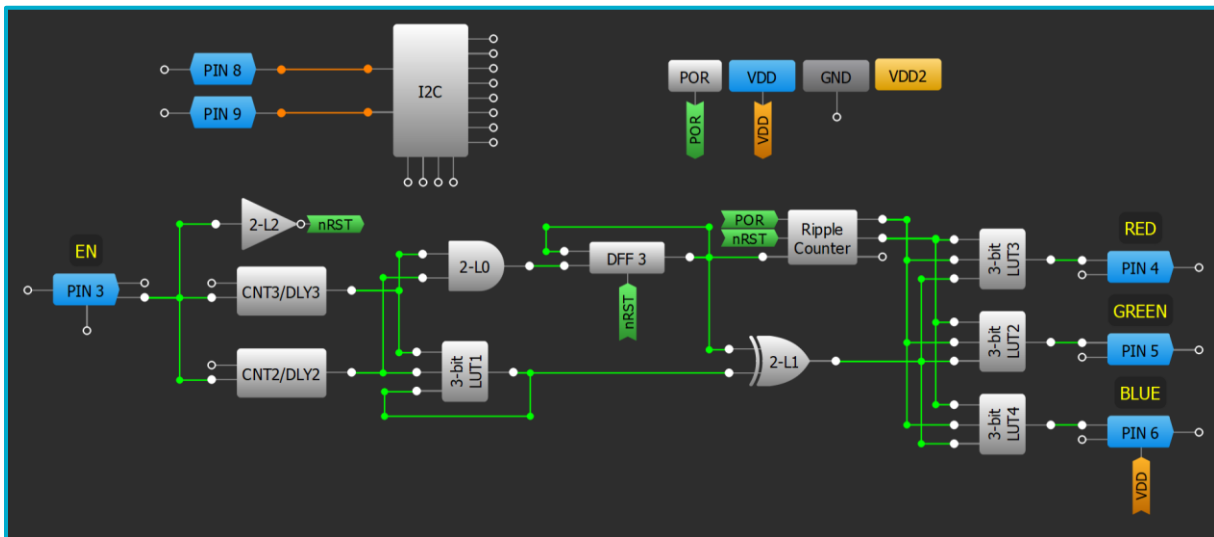 PIN 8
PIN 9
I2C
POR
VDD
GND
VDD2
POR
VDD
EN
PIN 3
2-L2
nRST
CNT3/DLY3
CNT2/DLY2
2-L0
3-bit
LUT1
DFF 3
nRST
POR
nRST
Ripple
Counter
2-L1
3-bit
LUT3
3-bit
LUT2
3-bit
LUT4
RED
PIN 4
GREEN
PIN 5
BLUE
PIN 6
VDD